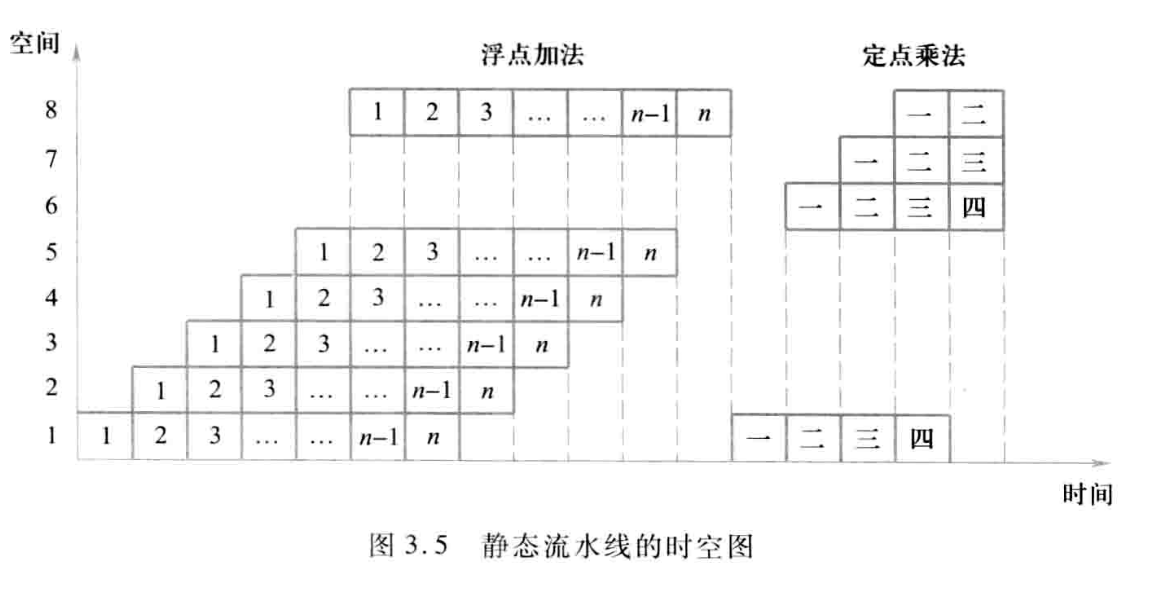 空间
浮点加法 定点乘法
8 1 2 3 … … n–1 n 一 二
7 一 二 三
6 一 二 三 四
5 1 2 3 … … n–1 n
4 1 2 3 … … n–1 n
3 1 2 3 … … n–1 n
2 1 2 3 … … n–1 n
1 1 2 3 … … n–1 n 一 二 三 四
时间
图 3.5 静态流水线的时空图